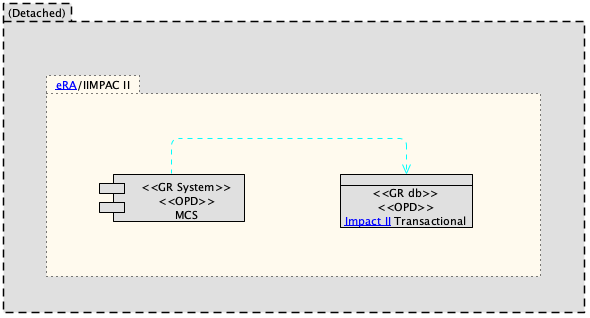 (Detached)
eRA/IIMPAC II
<<GR System>>
<<OPD>>
MCS
<<GR db>>
<<OPD>>
Impact II Transactional